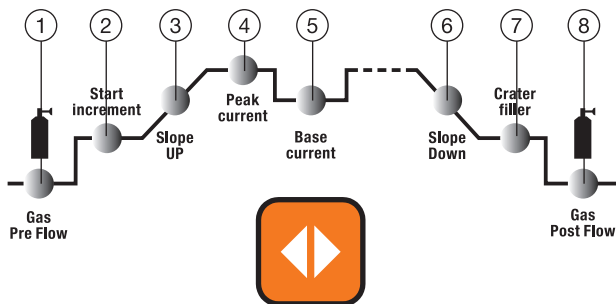 1
2
3
4
5
6
7
8
Start
increment
Slope
UP
Peak
current
Base
current
Slope
Down
Crater
filler
Gas
Pre Flow
Gas
Post Flow